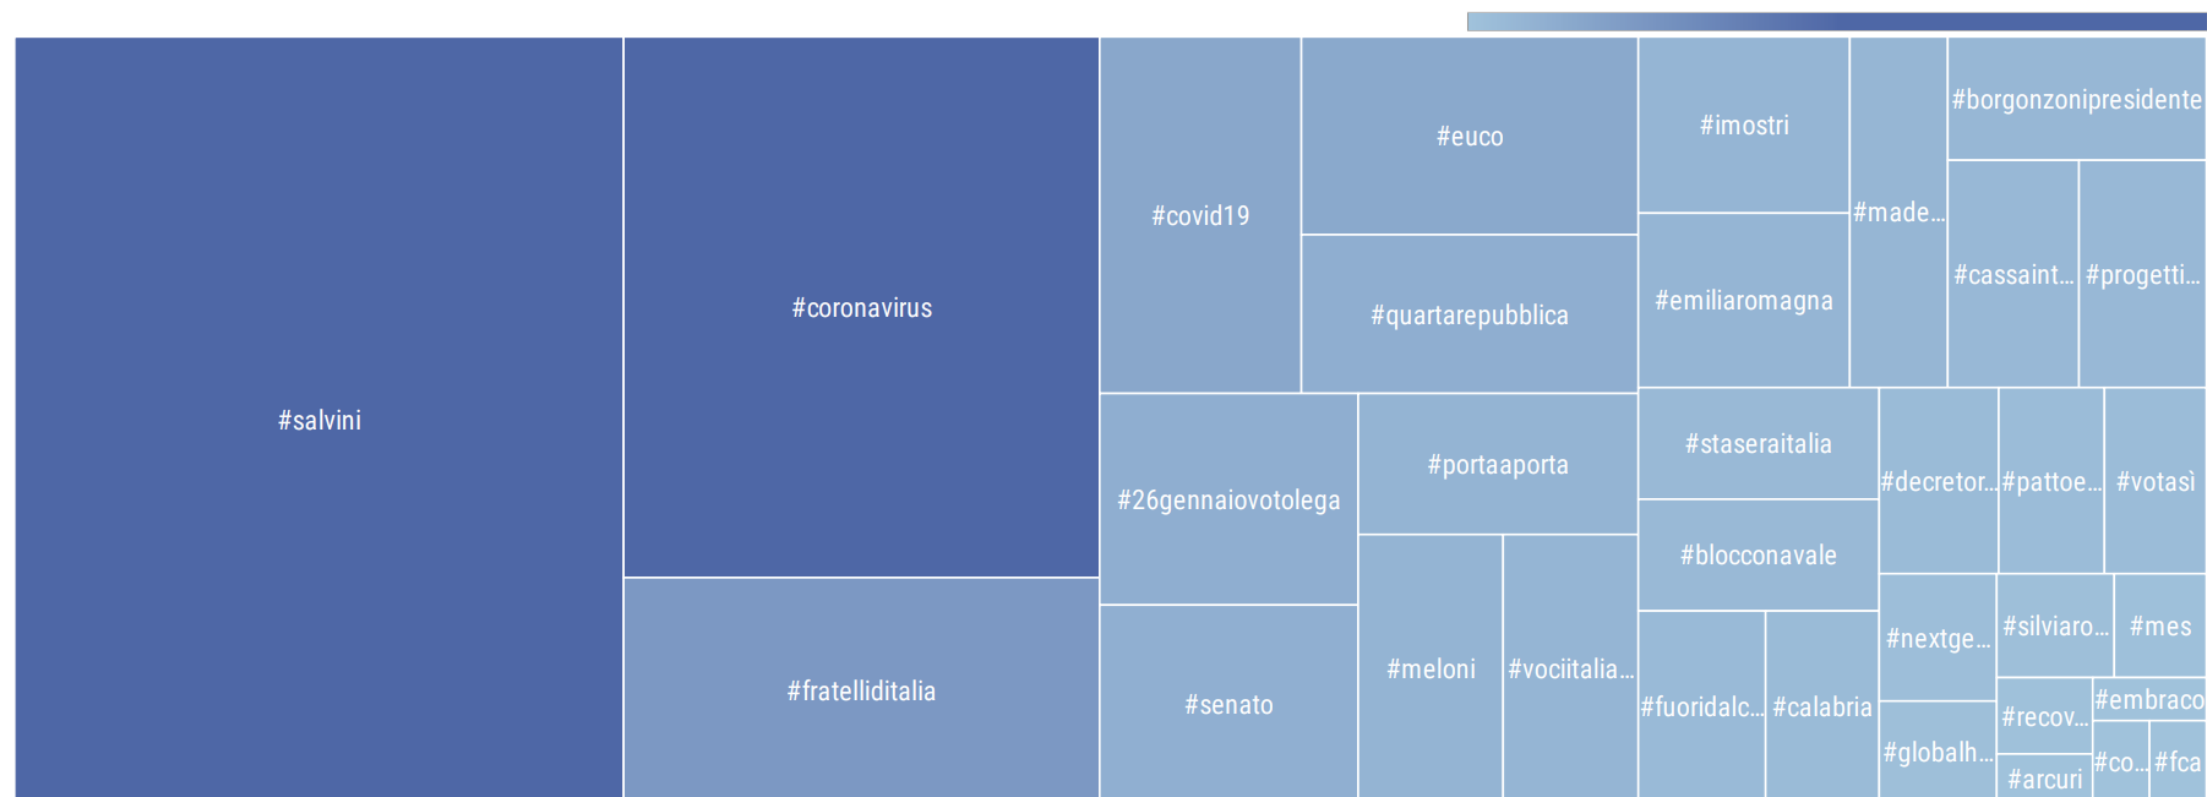 #salvini
#coronavirus
#fratelliditalia
#covid19
#euco
#quartarepubblica
#26gennaiovotolega
#senato
#portaaporta
#meloni
#vociitalia...
#imostri
#emiliaromagna
#made...
#borgonzonipresidente
#cassaint...
#progetti...
#staseraitalia
#blocconavale
#fuoridalc...
#calabria
#decretor...
#pattoe...
#votasì
#nextge...
#globalh...
#silviaro...
#mes
#recov...
#arcuri
#embraco
#co...
#fca